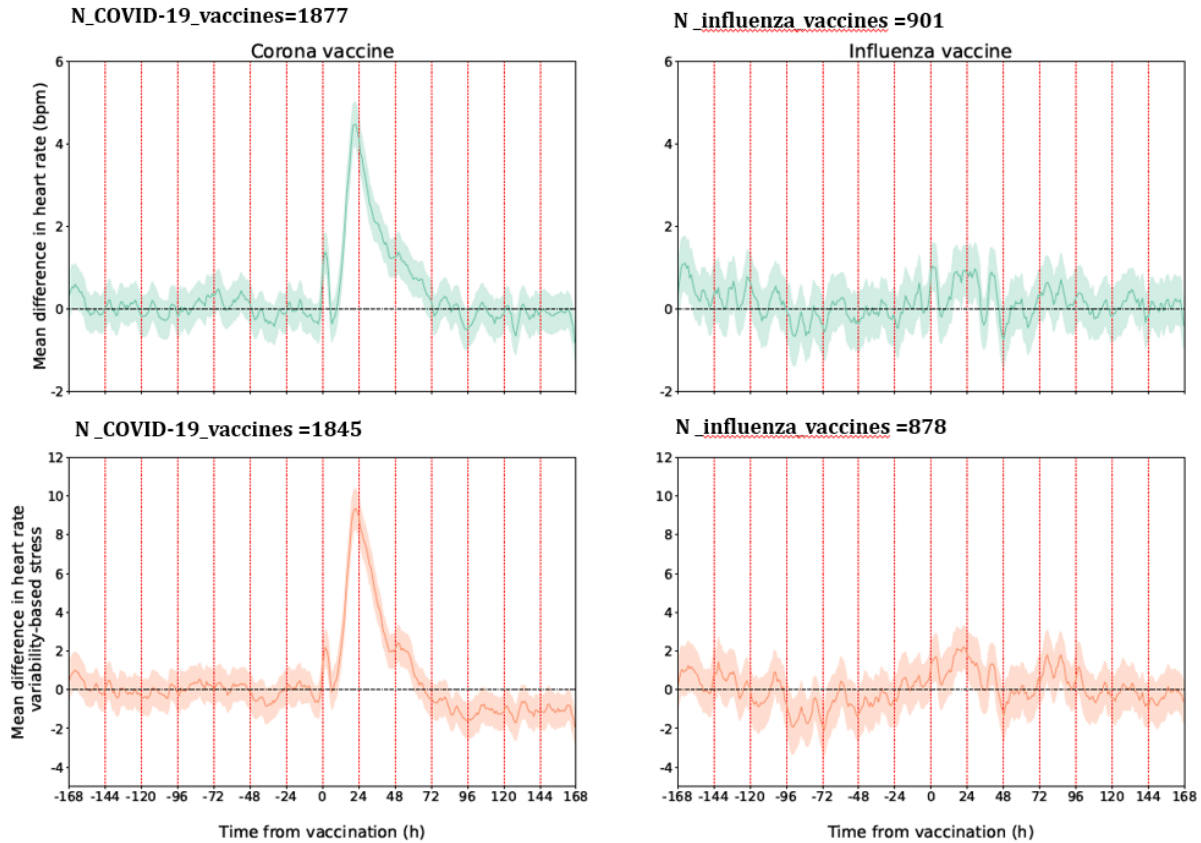 N_COVID-19_vaccines=1877
Corona vaccine
6
4
2
0
-2
Mean difference in heart rate (bpm)
N _influenza_vaccines =901
Influenza vaccine
6
4
2
0
-2
N _COVID-19_vaccines =1845
12
10
8
6
4
2
0
-2
-4
Mean difference in heart rate
variability-based stress
-168 -144 -120 -96 -72 -48 -24 0 24 48 72 96 120 144 168
Time from vaccination (h)
N _influenza_vaccines =878
12
10
8
6
4
2
0
-2
-4
-168 -144 -120 -96 -72 -48 -24 0 24 48 72 96 120 144 168
Time from vaccination (h)